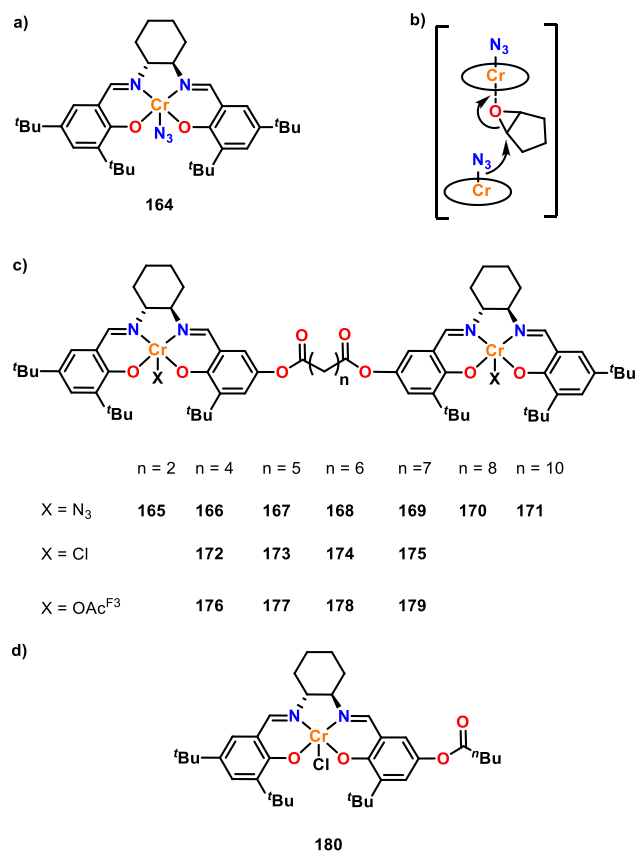 a)
b)
N Cr N
O N3 O
tBu tBu
tBu tBu
164
N3
Cr
O
N3
Cr
c)
N Cr N O O N Cr N
O X O O n O O X O
tBu tBu
tBu tBu tBu tBu
n = 2 n = 4 n = 5 n = 6 n =7 n = 8 n = 10
X = N3 165 166 167 168 169 170 171
X = Cl 172 173 174 175
X = OAcF3 176 177 178 179
d)
N Cr N O
tBu O Cl O O nBu
tBu tBu
180